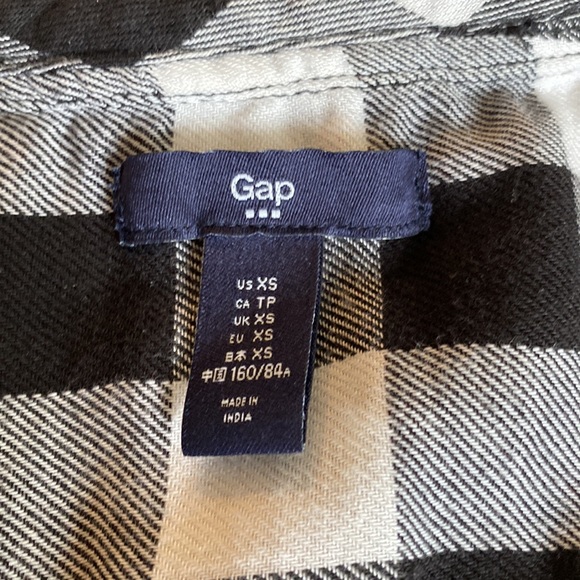 Gap
US XS
CA TP
UK XS
EU XS
日本 XS
中国 160/84A
MADE IN
INDIA